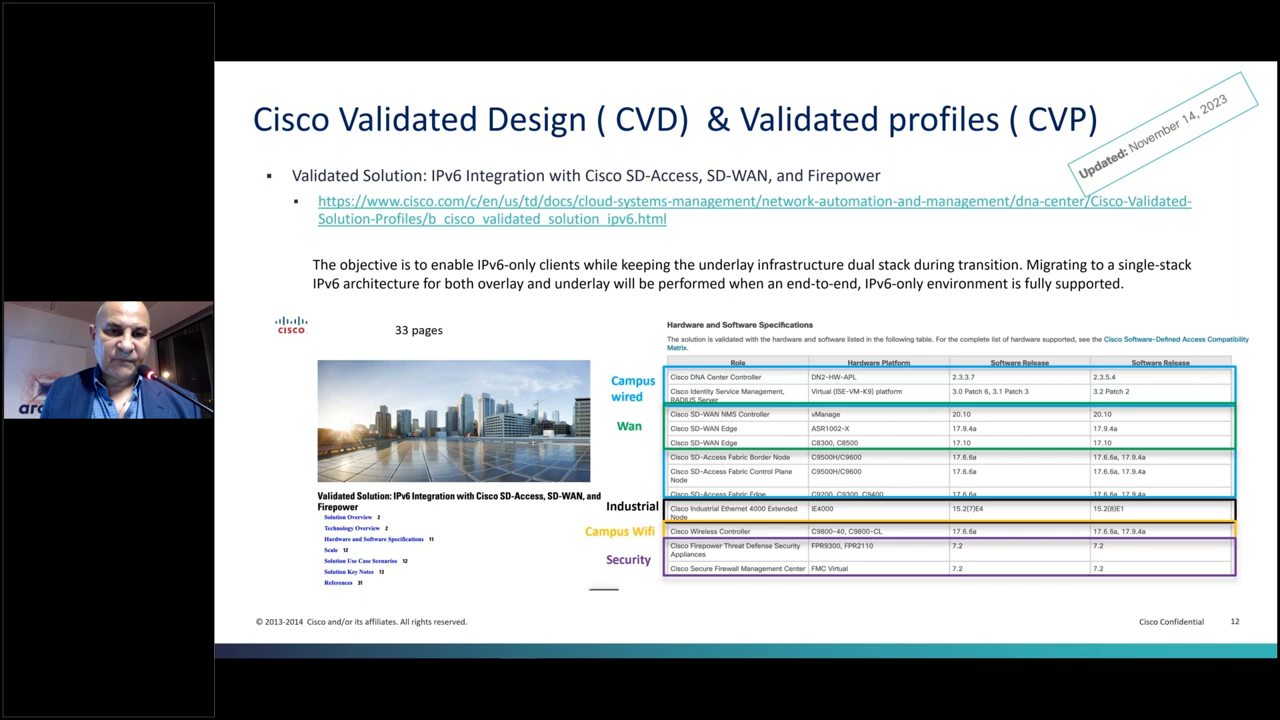 Cisco Validated Design ( CVD)  & Validated profiles ( CVP)
Updated: November 14, 2023
▪ Validated Solution: IPv6 Integration with Cisco SD-Access, SD-WAN, and Firepower
▪ https://www.cisco.com/c/en/us/td/docs/cloud-systems-management/network-automation-and-management/dna-center/Cisco-Validated-
Solution-Profiles/b_cisco_validated_solution_ipv6.html
The objective is to enable IPv6-only clients while keeping the underlay infrastructure dual stack during transition. Migrating to a single-stack
IPv6 architecture for both overlay and underlay will be performed when an end-to-end, IPv6-only environment is fully supported.
CISCO
33 pages
Validated Solution: IPv6 Integration with Cisco SD-Access, SD-WAN, and
Firepower
Solution Overview 2
Technology Overview 2
Hardware and Software Specifications 11
Scale 12
Solution Use Case Scenarios 12
Solution Key Notes 13
References 31
Hardware and Software Specifications
The solution is validated with the hardware and software listed in the following table. For the complete list of hardware supported, see the Cisco Software-Defined Access Compatibility
Matrix.
Role Hardware Platform Software Release Software Release
Campus
wired
Cisco DNA Center Controller DN2-HW-APL 2.3.3.7 2.3.5.4
Cisco Identity Service Management, Virtual (ISE-VM-K9) platform 3.0 Patch 6, 3.1 Patch 3 3.2 Patch 2
RADIUS Server
Wan
Cisco SD-WAN NMS Controller vManage 20.10 20.10
Cisco SD-WAN Edge ASR1002-X 17.9.4a 17.9.4a
Cisco SD-WAN Edge C8300, C8500 17.10 17.10
Cisco SD-Access Fabric Border Node C9500H/C9600 17.6.6a 17.6.6a, 17.9.4a
Cisco SD-Access Fabric Control Plane C9500H/C9600 17.6.6a 17.6.6a, 17.9.4a
Node
Cisco SD-Access Fabric Edge C9200, C9300, C9400 17.6.6a 17.6.6a, 17.9.4a
Industrial
Cisco Industrial Ethernet 4000 Extended IE4000 15.2(7)E4 15.2(8)E1
Node
Campus Wifi
Cisco Wireless Controller C9800-40, C9800-CL 17.6.6a 17.6.6a, 17.9.4a
Security
Cisco Firepower Threat Defense Security FPR9300, FPR2110 7.2 7.2
Appliances
Cisco Secure Firewall Management Center FMC Virtual 7.2 7.2
© 2013-2014 Cisco and/or its affiliates. All rights reserved.
Cisco Confidential
12